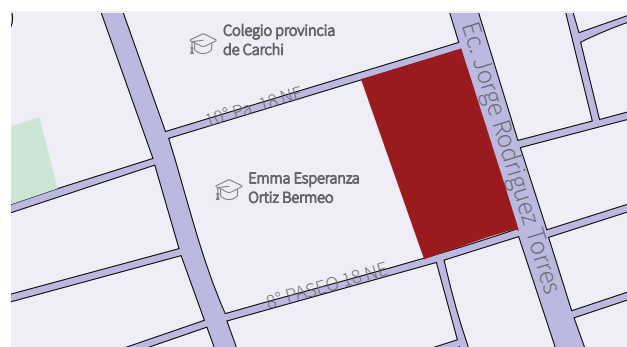 Colegio provincia
de Carchi
Ec. Jorge Rodriguez Torres
10° Pa. 18 NE
Emma Esperanza
Ortiz Bermeo
8° PASEO 18 NE